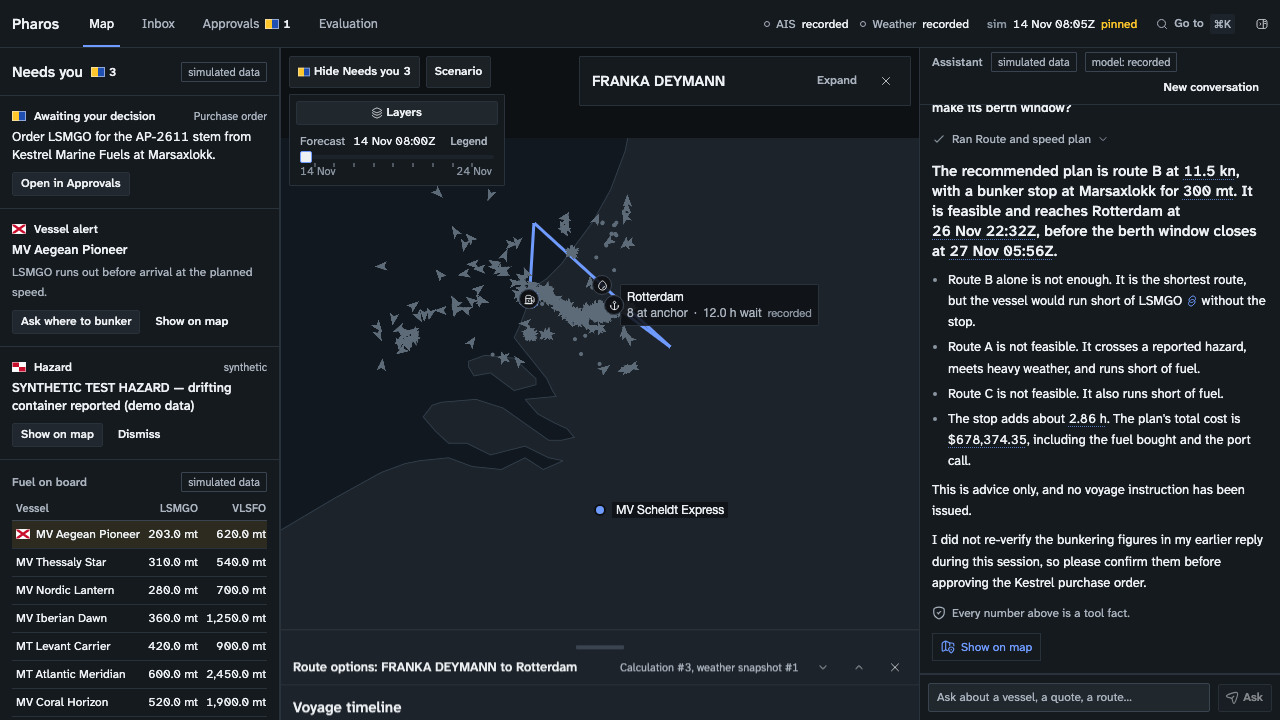 Pharos
Map
Inbox
Approvals 1
Evaluation
AIS recorded
Weather recorded
sim 14 Nov 08:05Z pinned
Go to ⌘K
Needs you 3
simulated data
Awaiting your decision
Purchase order
Order LSMGO for the AP-2611 stem from
Kestrel Marine Fuels at Marsaxlokk.
Open in Approvals
Vessel alert
MV Aegean Pioneer
LSMGO runs out before arrival at the planned
speed.
Ask where to bunker
Show on map
Hazard
synthetic
SYNTHETIC TEST HAZARD — drifting
container reported (demo data)
Show on map
Dismiss
Fuel on board
simulated data
Vessel LSMGO VLSFO
MV Aegean Pioneer 203.0 mt 620.0 mt
MV Thessaly Star 310.0 mt 540.0 mt
MV Nordic Lantern 280.0 mt 700.0 mt
MV Iberian Dawn 360.0 mt 1,250.0 mt
MT Levant Carrier 420.0 mt 900.0 mt
MT Atlantic Meridian 600.0 mt 2,450.0 mt
MV Coral Horizon 520.0 mt 1,900.0 mt
Hide Needs you 3
Scenario
Layers
Forecast 14 Nov 08:00Z Legend
14 Nov 24 Nov
FRANKA DEYMANN
Expand
Rotterdam
8 at anchor · 12.0 h wait recorded
MV Scheldt Express
Route options: FRANKA DEYMANN to Rotterdam
Calculation #3, weather snapshot #1
Voyage timeline
Assistant
simulated data
model: recorded
New conversation
make its berth window?
Ran Route and speed plan
The recommended plan is route B at 11.5 kn,
with a bunker stop at Marsaxlokk for 300 mt. It
is feasible and reaches Rotterdam at
26 Nov 22:32Z, before the berth window closes
at 27 Nov 05:56Z.
Route B alone is not enough. It is the shortest route,
but the vessel would run short of LSMGO without the
stop.
Route A is not feasible. It crosses a reported hazard,
meets heavy weather, and runs short of fuel.
Route C is not feasible. It also runs short of fuel.
The stop adds about 2.86 h. The plan's total cost is
$678,374.35, including the fuel bought and the port
call.
This is advice only, and no voyage instruction has been
issued.
I did not re-verify the bunkering figures in my earlier reply
during this session, so please confirm them before
approving the Kestrel purchase order.
Every number above is a tool fact.
Show on map
Ask about a vessel, a quote, a route...
Ask